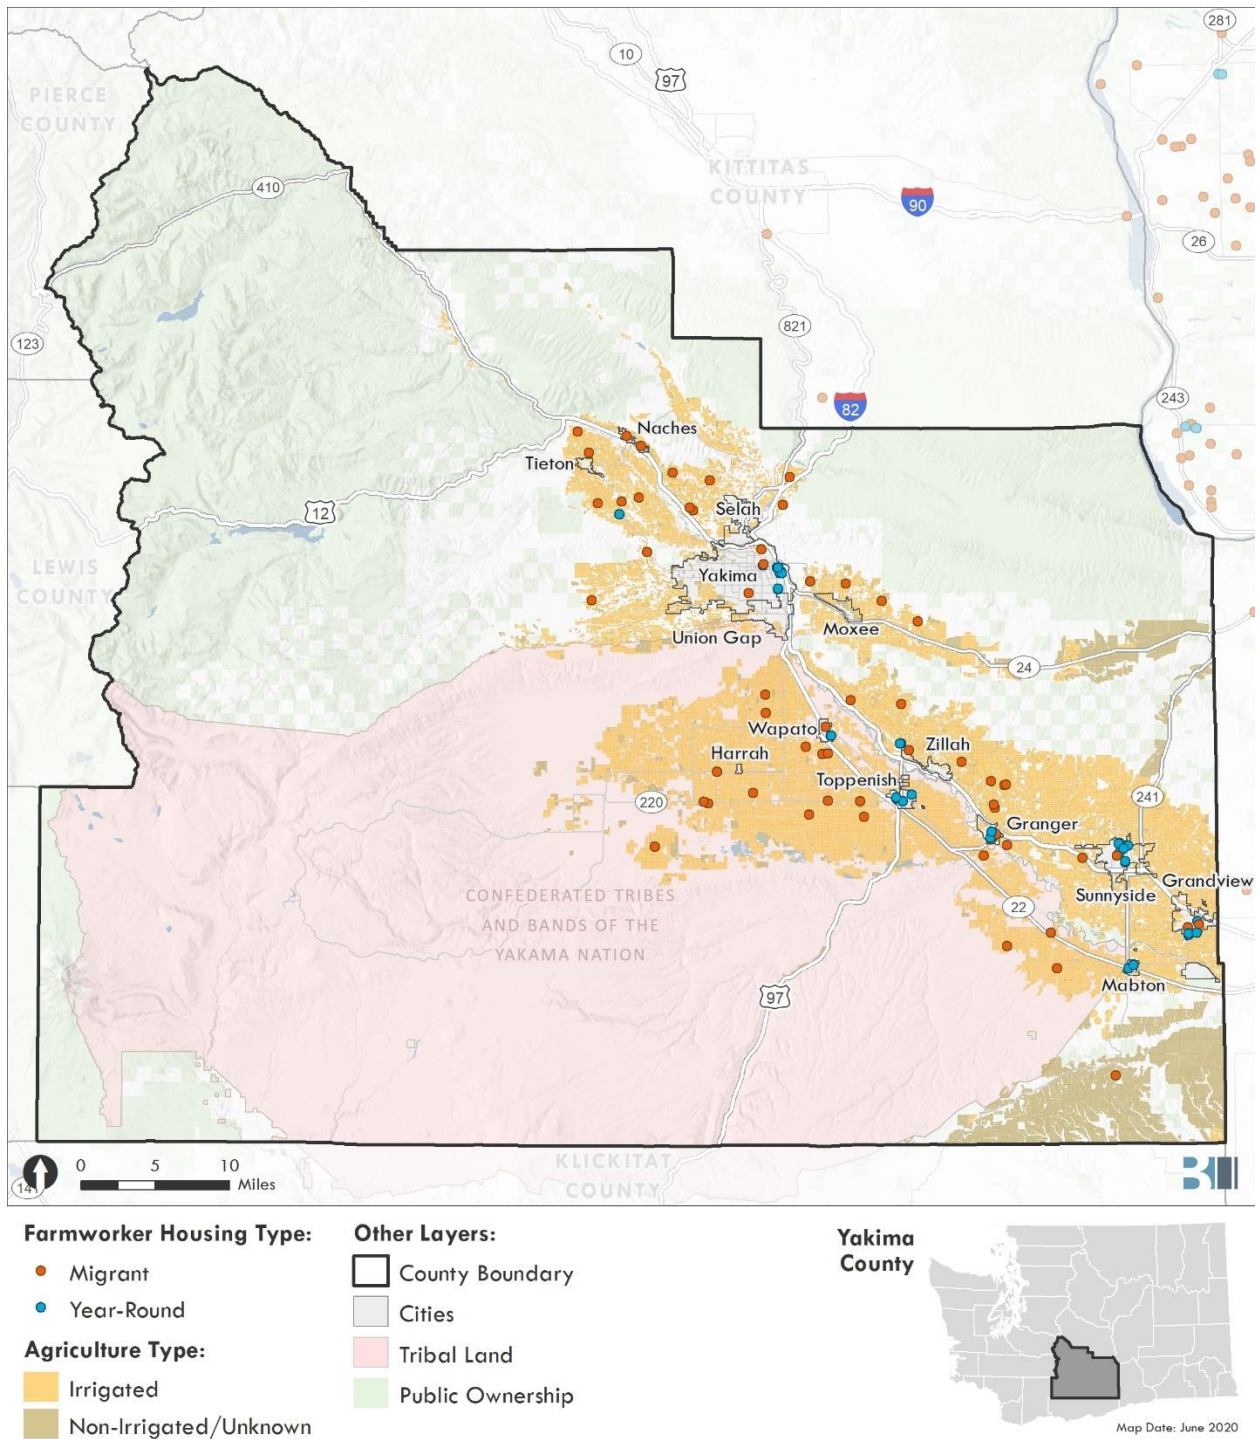 281
10
97
PIERCE
COUNTY
KITTITAS
COUNTY
410
90
26
821
123
82
243
Naches
Tieton
12
Selah
LEWIS
COUNTY
Yakima
Moxee
Union Gap
24
Wapato
Zillah
Harrah
Toppenish
220
241
Granger
Sunnyside
Grandview
CONFEDERATED TRIBES
AND BANDS OF THE
YAKAMA NATION
22
97
Mabton
KLICKITAT
COUNTY
141
0 5 10
Miles
B
Farmworker Housing Type:
Migrant
Year-Round
Agriculture Type:
Irrigated
Non-Irrigated/Unknown
Other Layers:
County Boundary
Cities
Tribal Land
Public Ownership
Yakima
County
Map Date: June 2020